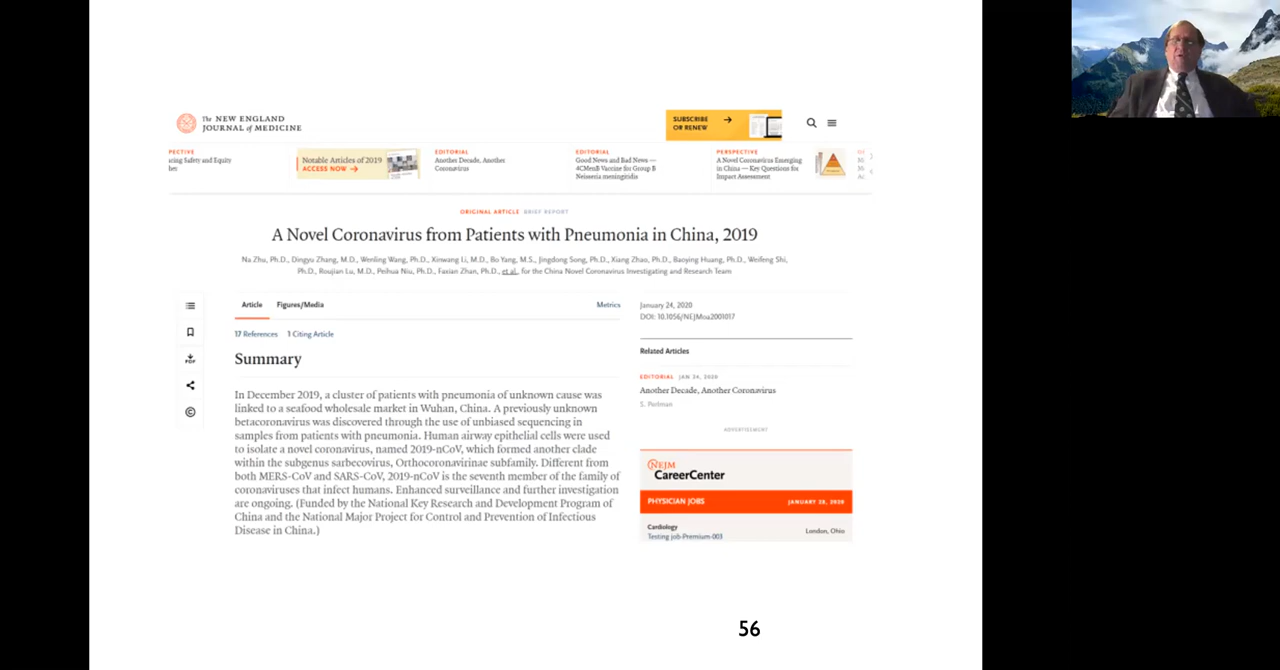 The NEW ENGLAND
JOURNAL of MEDICINE
SUBSCRIBE
OR RENEW
PECTIVE
acing Safety and Equity
Notable Articles of 2019
ACCESS NOW
EDITORIAL
Another Decade, Another
Coronavirus
EDITORIAL
Good News and Bad News —
4CMenB Vaccine for Group B
Neisseria meningitidis
PERSPECTIVE
A Novel Coronavirus Emerging
in China — Key Questions for
Impact Assessment
ORIGINAL ARTICLE BRIEF REPORT
A Novel Coronavirus from Patients with Pneumonia in China, 2019
Na Zhu, Ph.D., Dingyu Zhang, M.D., Wenling Wang, Ph.D., Xinwang Li, M.D., Bo Yang, M.S., Jingdong Song, Ph.D., Xiang Zhao, Ph.D., Baoying Huang, Ph.D., Weifeng Shi,
Ph.D., Roujian Lu, M.D., Peihua Niu, Ph.D., Faxian Zhan, Ph.D., et al., for the China Novel Coronavirus Investigating and Research Team
Article Figures/Media Metrics
17 References 1 Citing Article
Summary
In December 2019, a cluster of patients with pneumonia of unknown cause was
linked to a seafood wholesale market in Wuhan, China. A previously unknown
betacoronavirus was discovered through the use of unbiased sequencing in
samples from patients with pneumonia. Human airway epithelial cells were used
to isolate a novel coronavirus, named 2019-nCoV, which formed another clade
within the subgenus sarbecovirus, Orthocoronavirinae subfamily. Different from
both MERS-CoV and SARS-CoV, 2019-nCoV is the seventh member of the family of
coronaviruses that infect humans. Enhanced surveillance and further investigation
are ongoing. (Funded by the National Key Research and Development Program of
China and the National Major Project for Control and Prevention of Infectious
Disease in China.)
PDF
January 24, 2020
DOI: 10.1056/NEJMoa2001017
Related Articles
EDITORIAL JAN 24, 2020
Another Decade, Another Coronavirus
S. Perlman
ADVERTISEMENT
NEJM
CareerCenter
PHYSICIAN JOBS JANUARY 28, 2020
Cardiology London, Ohio
Testing job-Premium-003
56